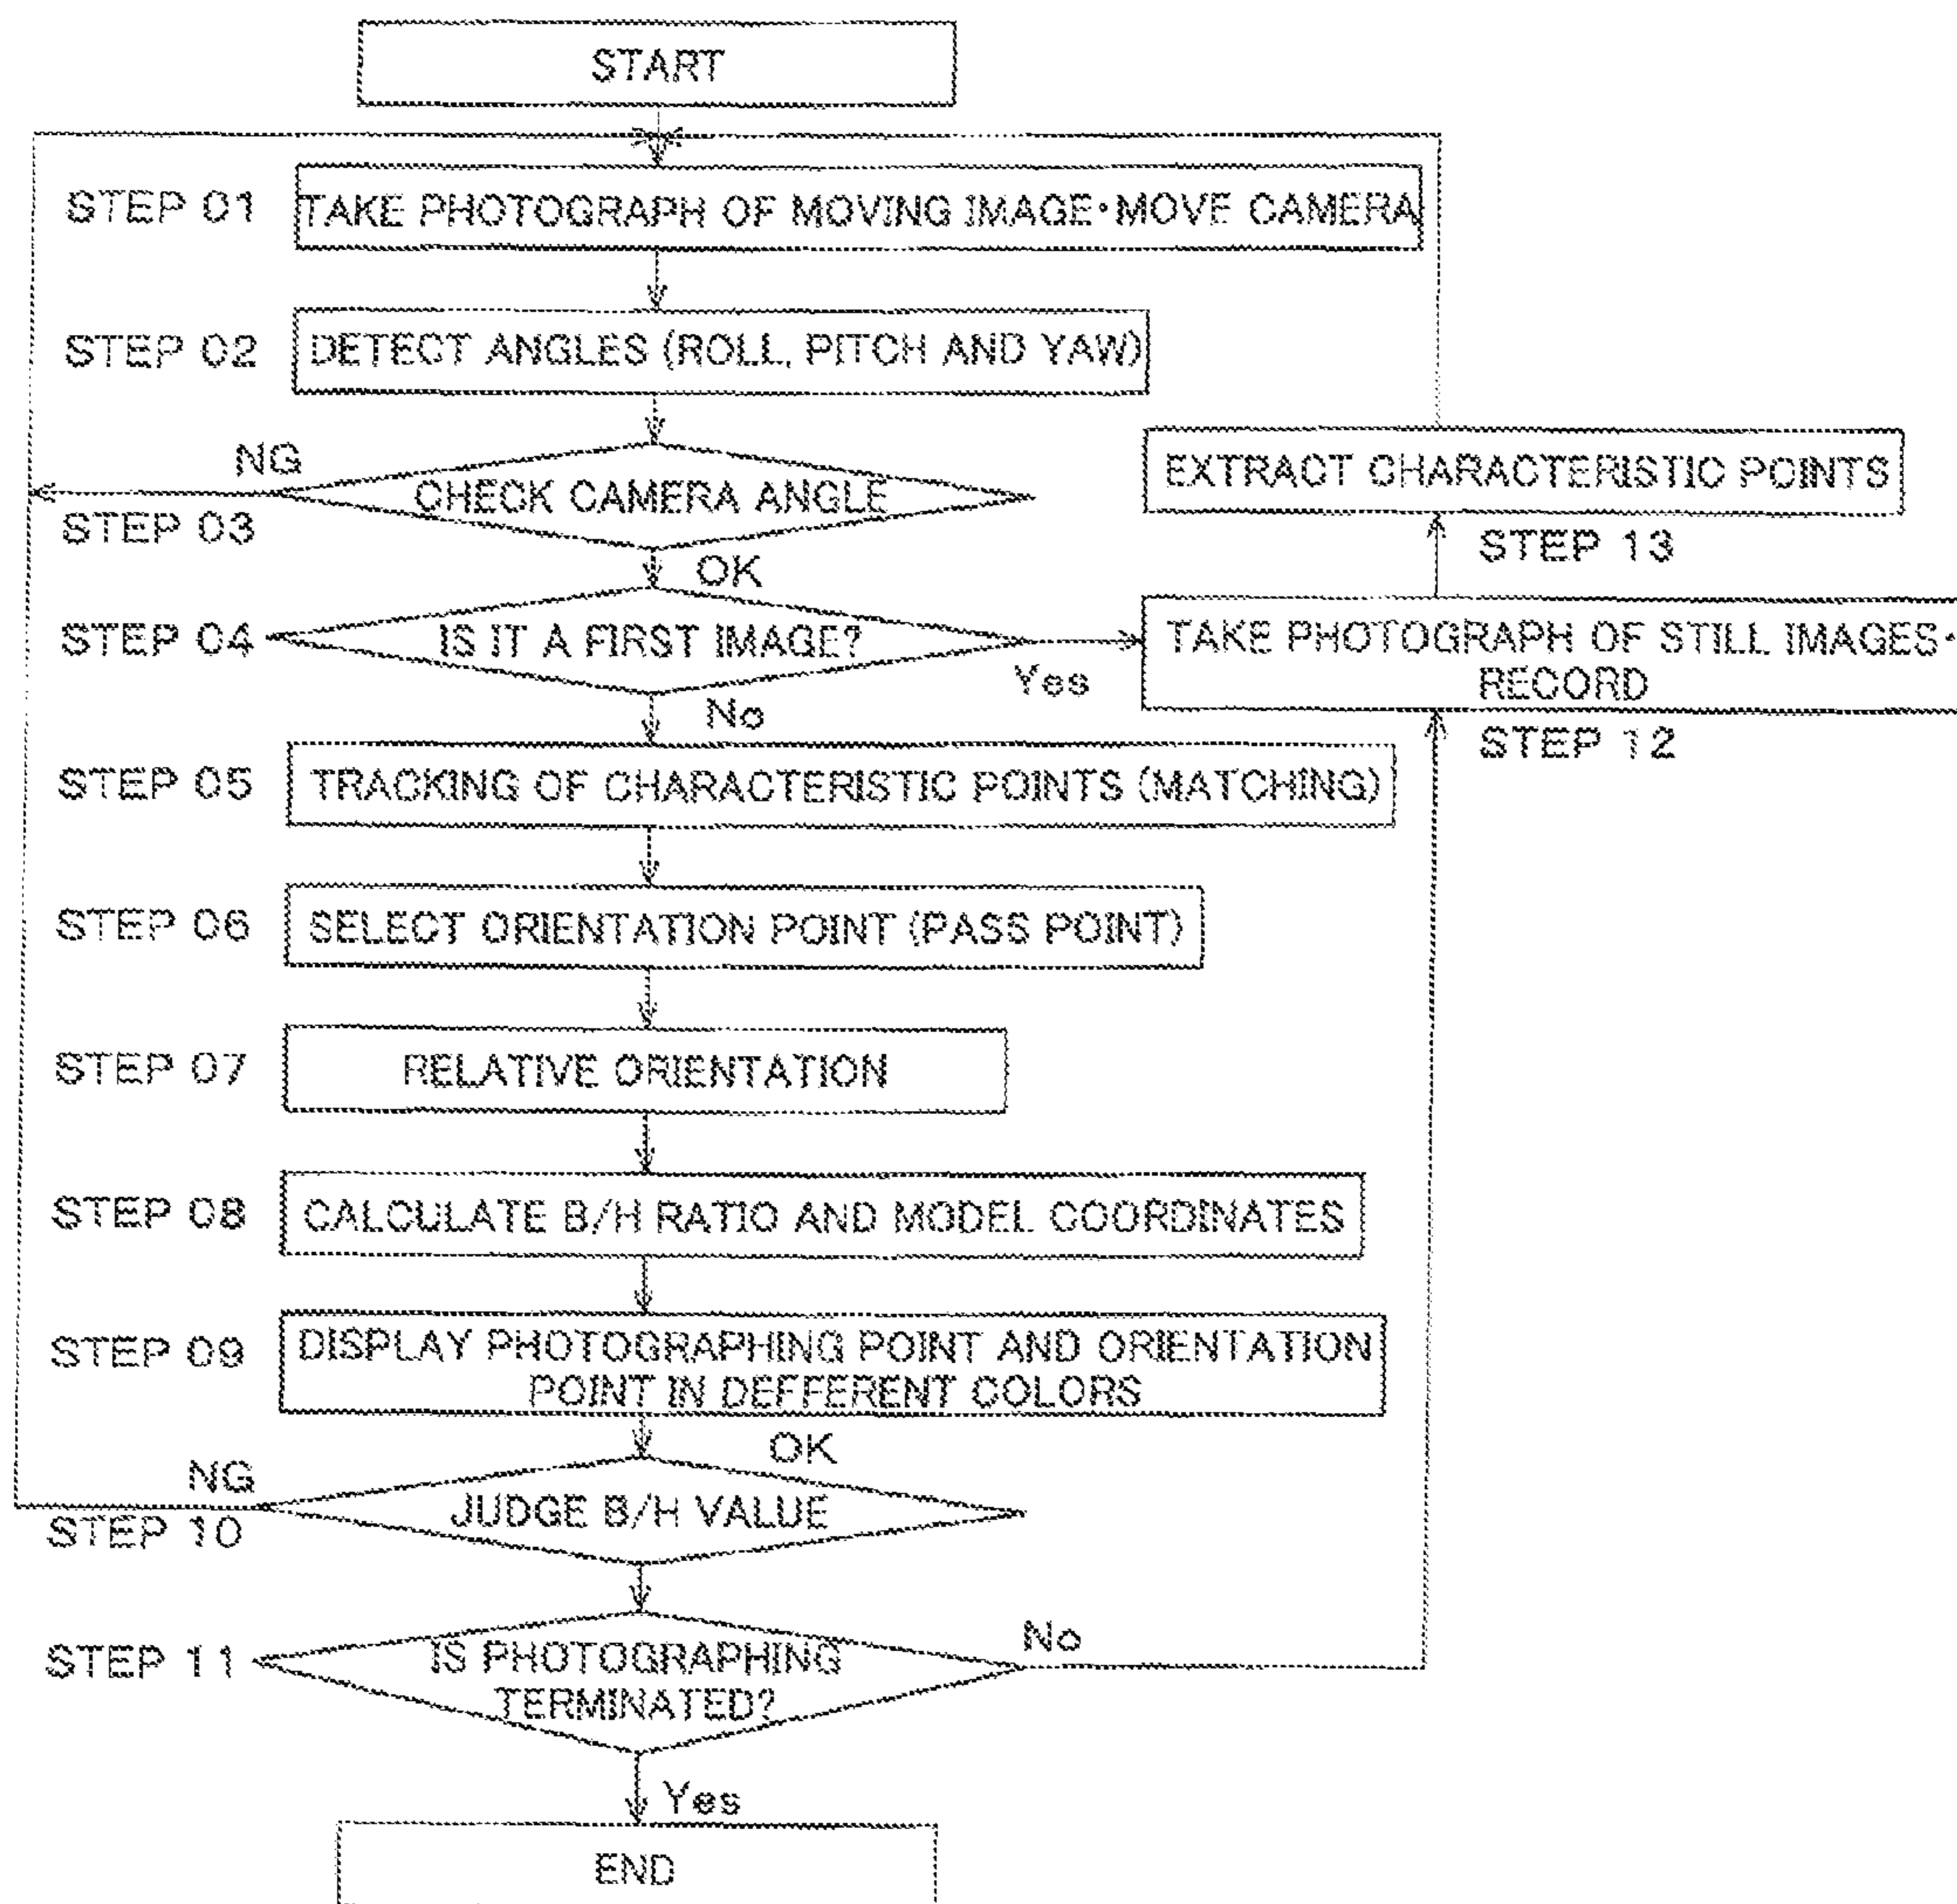 START
STEP 01
TAKE PHOTOGRAPH OF MOVING IMAGE·MOVE CAMERA
STEP 02
DETECT ANGLES (ROLL, PITCH AND YAW)
NG
CHECK CAMERA ANGLE
STEP 03
OK
EXTRACT CHARACTERISTIC POINTS
STEP 13
STEP 04
IS IT A FIRST IMAGE?
Yes
TAKE PHOTOGRAPH OF STILL IMAGES·
RECORD
STEP 12
No
STEP 05
TRACKING OF CHARACTERISTIC POINTS (MATCHING)
STEP 06
SELECT ORIENTATION POINT (PASS POINT)
STEP 07
RELATIVE ORIENTATION
STEP 08
CALCULATE B/H RATIO AND MODEL COORDINATES
STEP 09
DISPLAY PHOTOGRAPHING POINT AND ORIENTATION
POINT IN DEFFERENT COLORS
OK
NG
JUDGE B/H VALUE
STEP 10
STEP 11
IS PHOTOGRAPHING
TERMINATED?
No
Yes
END